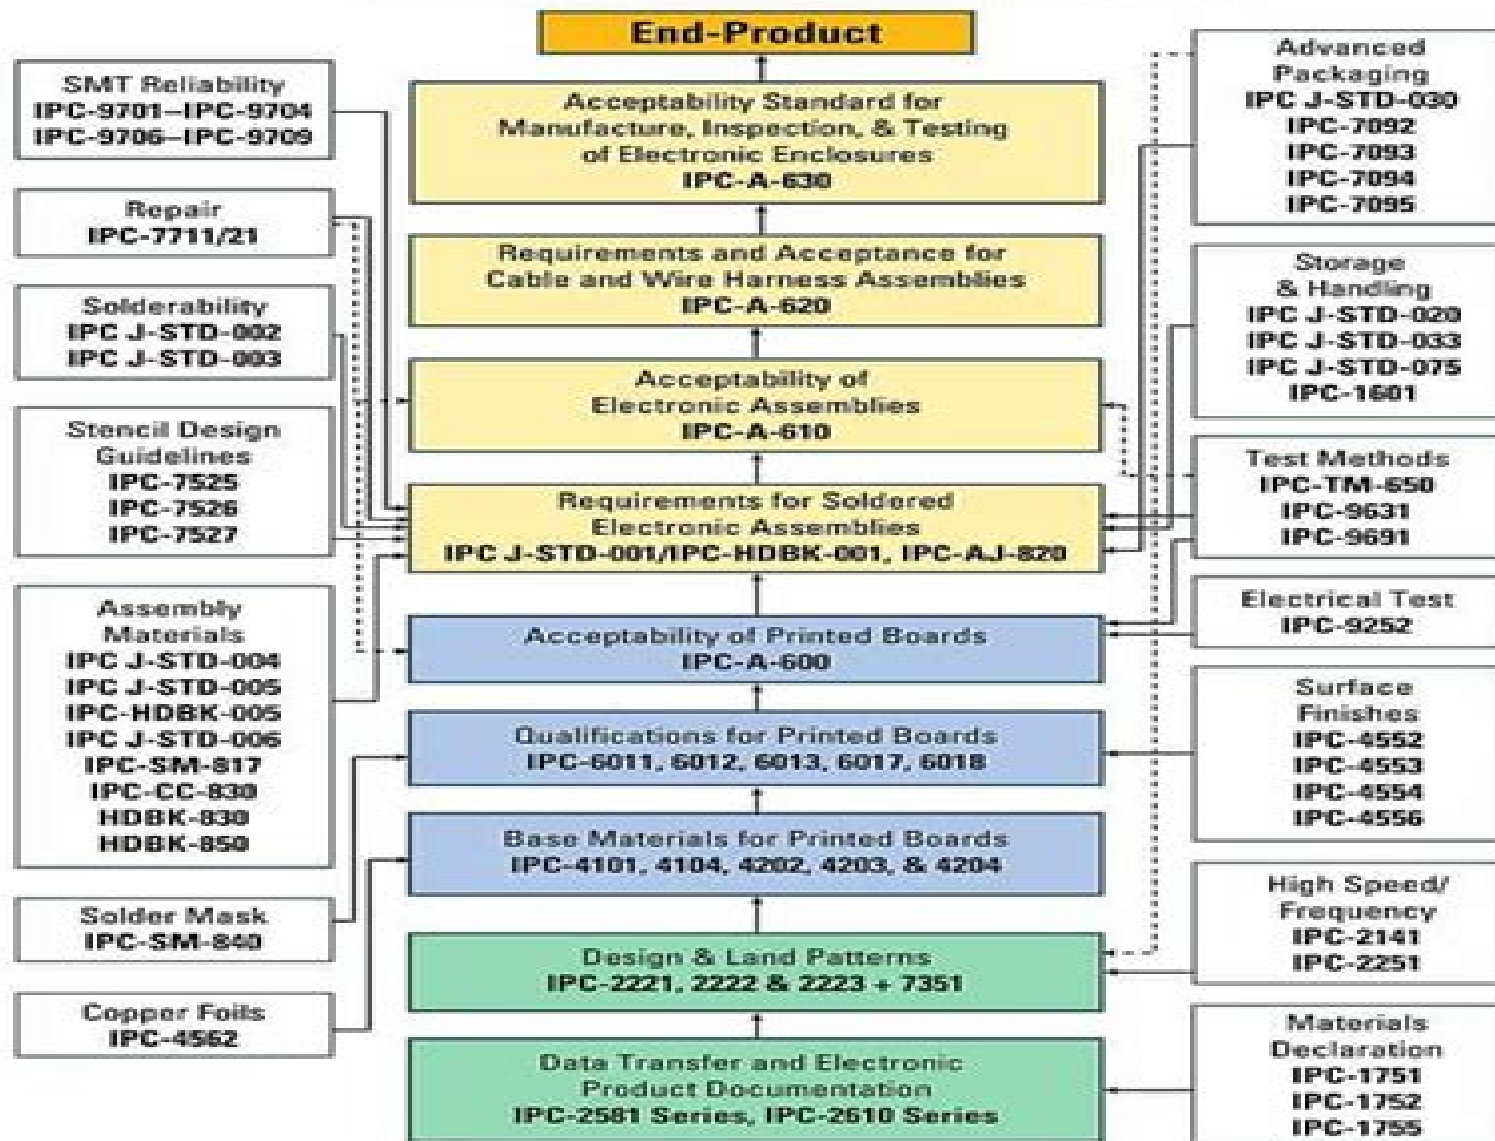 End-Product
SMT Reliability
IPC-9701–IPC-9704
IPC-9706–IPC-9709
Repair
IPC-7711/21
Solderability
IPC J-STD-002
IPC J-STD-003
Stencil Design
Guidelines
IPC-7525
IPC-7526
IPC-7527
Assembly
Materials
IPC J-STD-004
IPC J-STD-005
IPC-HDBK-005
IPC J-STD-006
IPC-SM-817
IPC-CC-830
HDBK-830
HDBK-850
Solder Mask
IPC-SM-840
Copper Foils
IPC-4562
Acceptability Standard for
Manufacture, Inspection, & Testing
of Electronic Enclosures
IPC-A-630
Requirements and Acceptance for
Cable and Wire Harness Assemblies
IPC-A-620
Acceptability of
Electronic Assemblies
IPC-A-610
Requirements for Soldered
Electronic Assemblies
IPC J-STD-001/IPC-HDBK-001, IPC-AJ-820
Acceptability of Printed Boards
IPC-A-600
Qualifications for Printed Boards
IPC-6011, 6012, 6013, 6017, 6018
Base Materials for Printed Boards
IPC-4101, 4104, 4202, 4203, & 4204
Design & Land Patterns
IPC-2221, 2222 & 2223 + 7351
Data Transfer and Electronic
Product Documentation
IPC-2581 Series, IPC-2610 Series
Advanced
Packaging
IPC J-STD-030
IPC-7092
IPC-7093
IPC-7094
IPC-7095
Storage
& Handling
IPC J-STD-020
IPC J-STD-033
IPC J-STD-075
IPC-1601
Test Methods
IPC-TM-650
IPC-9631
IPC-9691
Electrical Test
IPC-9252
Surface
Finishes
IPC-4552
IPC-4553
IPC-4554
IPC-4556
High Speed/
Frequency
IPC-2141
IPC-2251
Materials
Declaration
IPC-1751
IPC-1752
IPC-1755